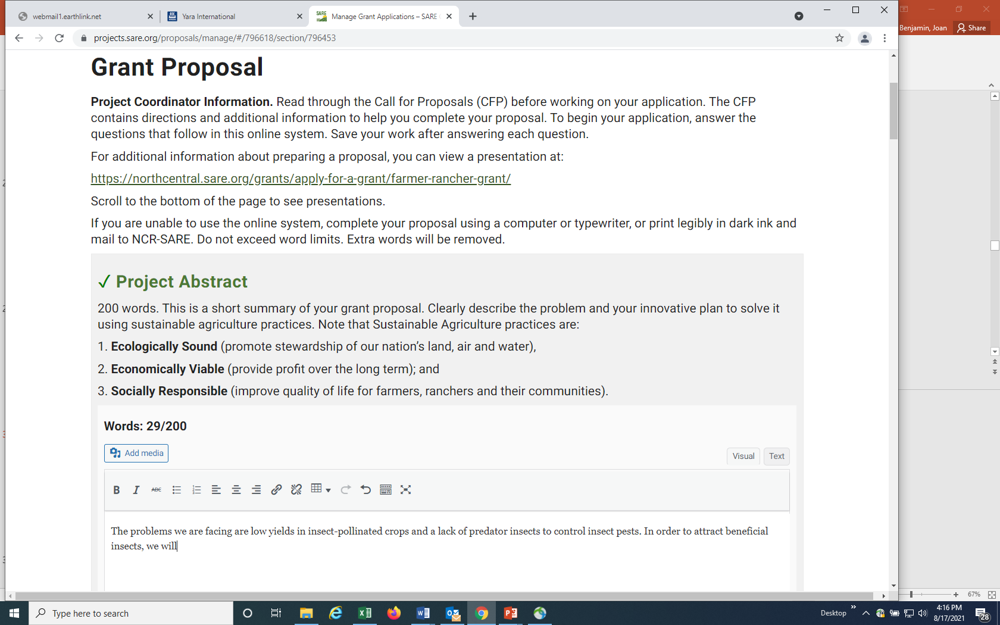 webmail1.earthlink.net
Yara International
Manage Grant Applications – SARE
Benjamin, Joan
Share
projects.sare.org/proposals/manage/#/796618/section/796453
Grant Proposal
Project Coordinator Information. Read through the Call for Proposals (CFP) before working on your application. The CFP
contains directions and additional information to help you complete your proposal. To begin your application, answer the
questions that follow in this online system. Save your work after answering each question.
For additional information about preparing a proposal, you can view a presentation at:
https://northcentral.sare.org/grants/apply-for-a-grant/farmer-rancher-grant/
Scroll to the bottom of the page to see presentations.
If you are unable to use the online system, complete your proposal using a computer or typewriter, or print legibly in dark ink and
mail to NCR-SARE. Do not exceed word limits. Extra words will be removed.
✓ Project Abstract
200 words. This is a short summary of your grant proposal. Clearly describe the problem and your innovative plan to solve it
using sustainable agriculture practices. Note that Sustainable Agriculture practices are:
1. Ecologically Sound (promote stewardship of our nation's land, air and water),
2. Economically Viable (provide profit over the long term); and
3. Socially Responsible (improve quality of life for farmers, ranchers and their communities).
Words: 29/200
Add media
Visual
Text
B I ABC
The problems we are facing are low yields in insect-pollinated crops and a lack of predator insects to control insect pests. In order to attract beneficial
insects, we will
67%
Type here to search
Desktop
4:16 PM
8/17/2021
28